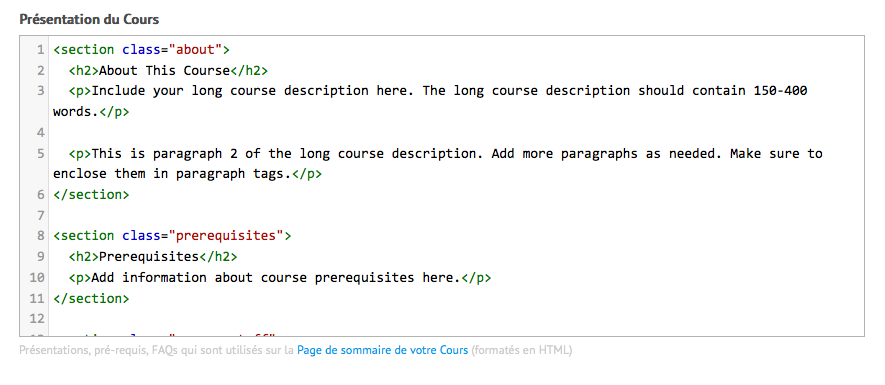 Présentation du Cours
1 <section class="about">
2 <h2>About This Course</h2>
3 <p>Include your long course description here. The long course description should contain 150-400
words.</p>
4
5 <p>This is paragraph 2 of the long course description. Add more paragraphs as needed. Make sure to
enclose them in paragraph tags.</p>
6 </section>
7
8 <section class="prerequisites">
9 <h2>Prerequisites</h2>
10 <p>Add information about course prerequisites here.</p>
11 </section>
12
Présentations, pré-requis, FAQs qui sont utilisés sur la Page de sommaire de votre Cours (formatés en HTML)